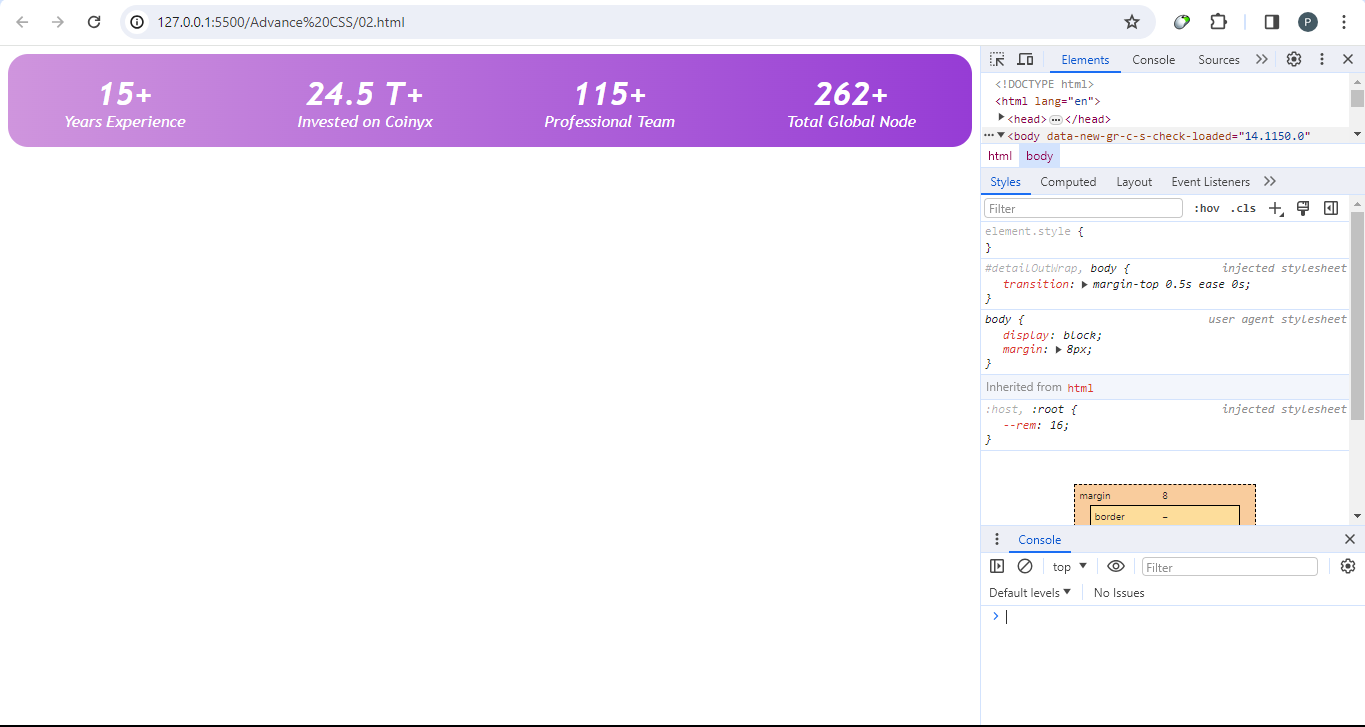 127.0.0.1:5500/Advance%20CSS/02.html
P
15+
Years Experience
24.5 T+
Invested on Coinyx
115+
Professional Team
262+
Total Global Node
Elements Console Sources
<!DOCTYPE html>
<html lang="en">
<head> ⋯ </head>
⋯ <body data-new-gr-c-s-check-loaded="14.1150.0"
html body
Styles Computed Layout Event Listeners
Filter :hov .cls
element.style {
}
#detailOutWrap, body { injected stylesheet
transition: margin-top 0.5s ease 0s;
}
body { user agent stylesheet
display: block;
margin: 8px;
}
Inherited from html
:host, :root { injected stylesheet
--rem: 16;
}
margin 8
border –
Console
top Filter
Default levels No Issues